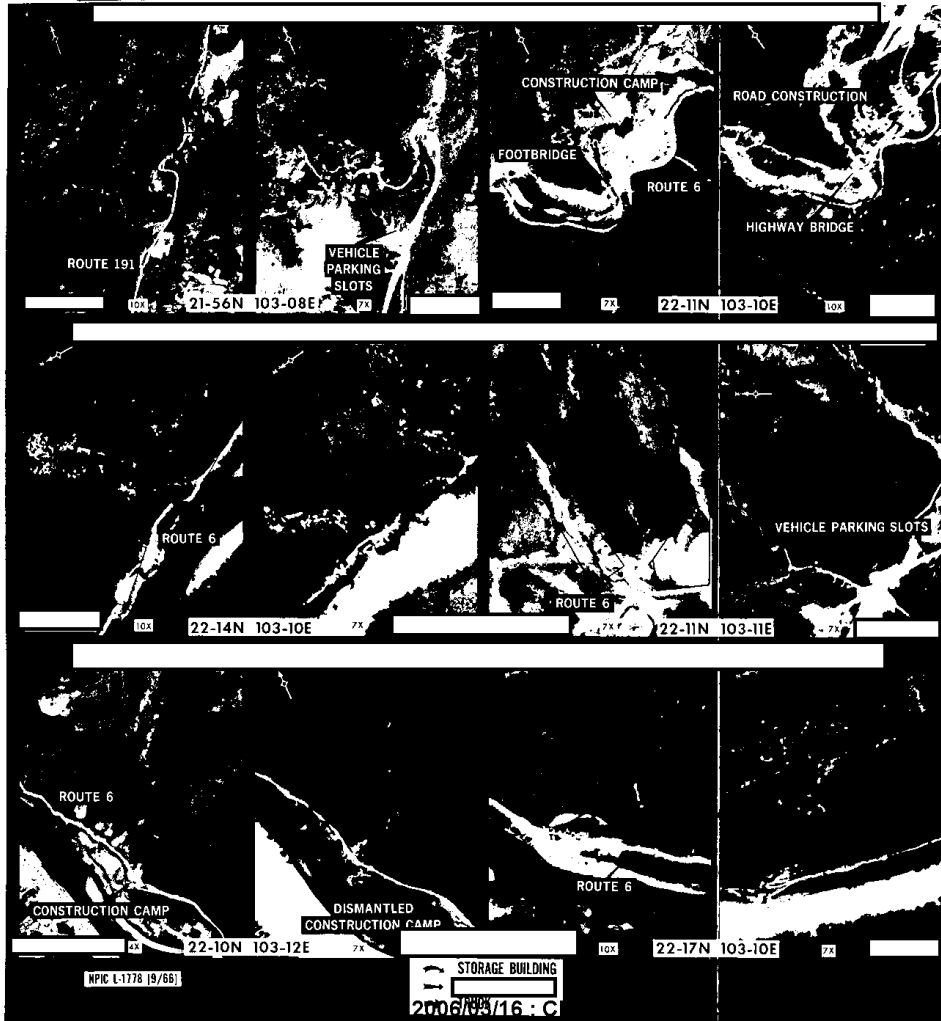 CONSTRUCTION CAMP
ROAD CONSTRUCTION
FOOTBRIDGE
ROUTE 6
HIGHWAY BRIDGE
ROUTE 191
VEHICLE
PARKING
SLOTS
10X 21-56N 103-08E 7X 7X 22-11N 103-10E 10X
VEHICLE PARKING SLOTS
ROUTE 6
ROUTE 6
10X 22-14N 103-10E 7X 7X 22-11N 103-11E 7X
ROUTE 6
ROUTE 6
CONSTRUCTION CAMP
DISMANTLED
CONSTRUCTION CAMP
4X 22-10N 103-12E 7X 10X 22-17N 103-10E 7X
NPIC L-1778 (9/66)
STORAGE BUILDING
2006/03/16 : C